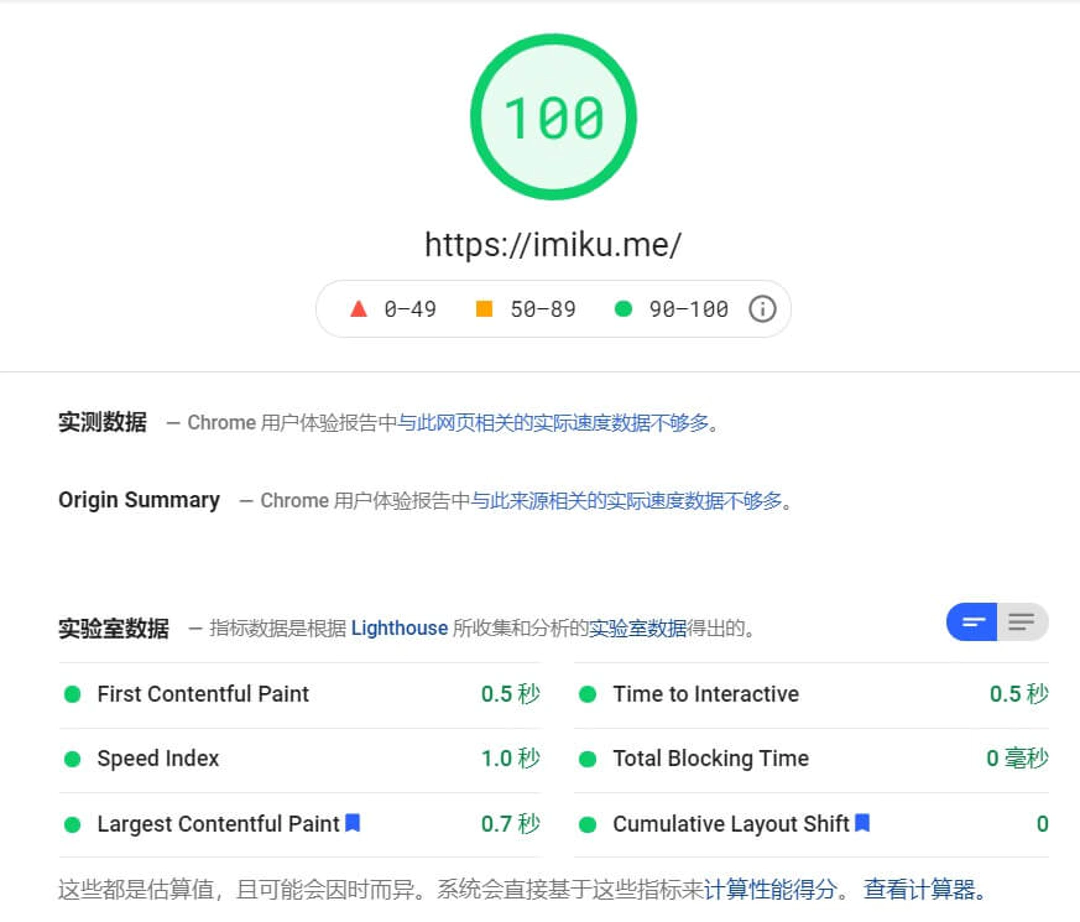 100
https://imiku.me/
0–49 50–89 90–100
实测数据 — Chrome 用户体验报告中与此网页相关的实际速度数据不够多。
Origin Summary — Chrome 用户体验报告中与此来源相关的实际速度数据不够多。
实验室数据 — 指标数据是根据 Lighthouse 所收集和分析的实验室数据得出的。
First Contentful Paint 0.5 秒 Time to Interactive 0.5 秒
Speed Index 1.0 秒 Total Blocking Time 0 毫秒
Largest Contentful Paint 0.7 秒 Cumulative Layout Shift 0
这些都是估算值，且可能会因时而异。系统会直接基于这些指标来计算性能得分。 查看计算器。